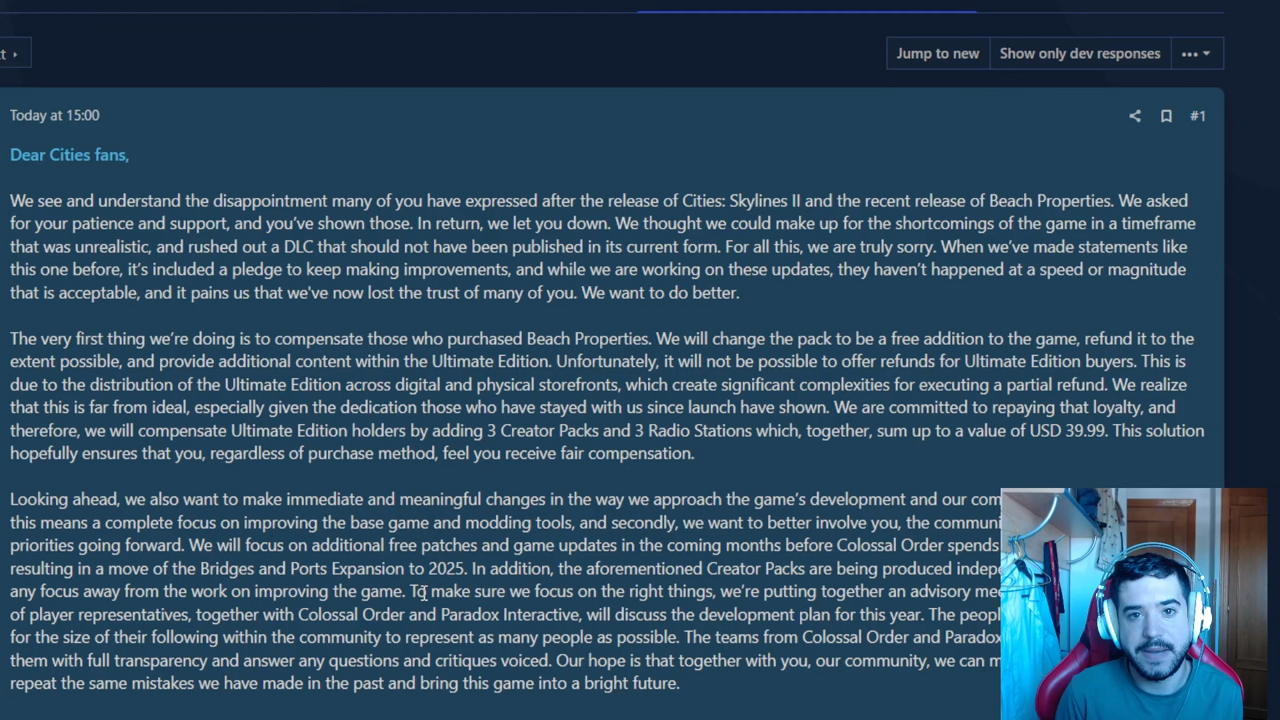 Jump to new
Show only dev responses
Today at 15:00
#1
Dear Cities fans,
We see and understand the disappointment many of you have expressed after the release of Cities: Skylines II and the recent release of Beach Properties. We asked
for your patience and support, and you've shown those. In return, we let you down. We thought we could make up for the shortcomings of the game in a timeframe
that was unrealistic, and rushed out a DLC that should not have been published in its current form. For all this, we are truly sorry. When we've made statements like
this one before, it's included a pledge to keep making improvements, and while we are working on these updates, they haven't happened at a speed or magnitude
that is acceptable, and it pains us that we've now lost the trust of many of you. We want to do better.
The very first thing we're doing is to compensate those who purchased Beach Properties. We will change the pack to be a free addition to the game, refund it to the
extent possible, and provide additional content within the Ultimate Edition. Unfortunately, it will not be possible to offer refunds for Ultimate Edition buyers. This is
due to the distribution of the Ultimate Edition across digital and physical storefronts, which create significant complexities for executing a partial refund. We realize
that this is far from ideal, especially given the dedication those who have stayed with us since launch have shown. We are committed to repaying that loyalty, and
therefore, we will compensate Ultimate Edition holders by adding 3 Creator Packs and 3 Radio Stations which, together, sum up to a value of USD 39.99. This solution
hopefully ensures that you, regardless of purchase method, feel you receive fair compensation.
Looking ahead, we also want to make immediate and meaningful changes in the way we approach the game's development and our com
this means a complete focus on improving the base game and modding tools, and secondly, we want to better involve you, the communi
priorities going forward. We will focus on additional free patches and game updates in the coming months before Colossal Order spends
resulting in a move of the Bridges and Ports Expansion to 2025. In addition, the aforementioned Creator Packs are being produced indepe
any focus away from the work on improving the game. To make sure we focus on the right things, we're putting together an advisory mee
of player representatives, together with Colossal Order and Paradox Interactive, will discuss the development plan for this year. The peopl
for the size of their following within the community to represent as many people as possible. The teams from Colossal Order and Paradox
them with full transparency and answer any questions and critiques voiced. Our hope is that together with you, our community, we can m
repeat the same mistakes we have made in the past and bring this game into a bright future.